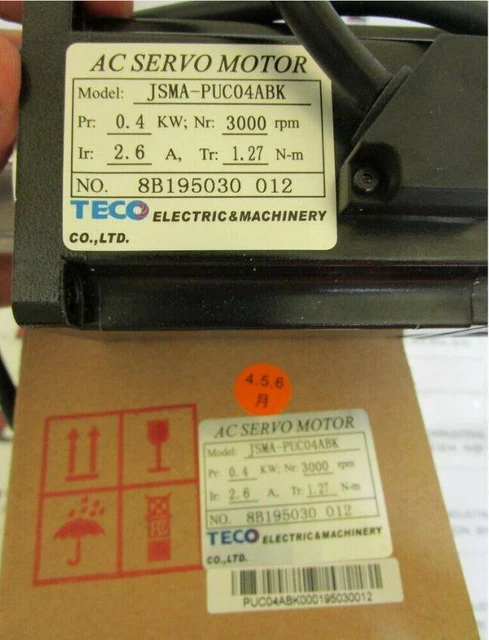 AC SERVO MOTOR
Model: JSMA-PUC04ABK
Pr: 0.4 KW; Nr: 3000 rpm
Ir: 2.6 A, Tr: 1.27 N-m
NO. 8B195030 012
TECO ELECTRIC&MACHINERY
CO.,LTD.
4.5.6
月
AC SERVO MOTOR
Model: JSMA-PUC04ABK
Pr: 0.4 KW; Nr: 3000 rpm
Ir: 2.6 A, Tr: 1.27 N-m
NO. 8B195030 012
TECO ELECTRIC&MACHINERY
CO.,LTD.
PUC04ABK000195030012